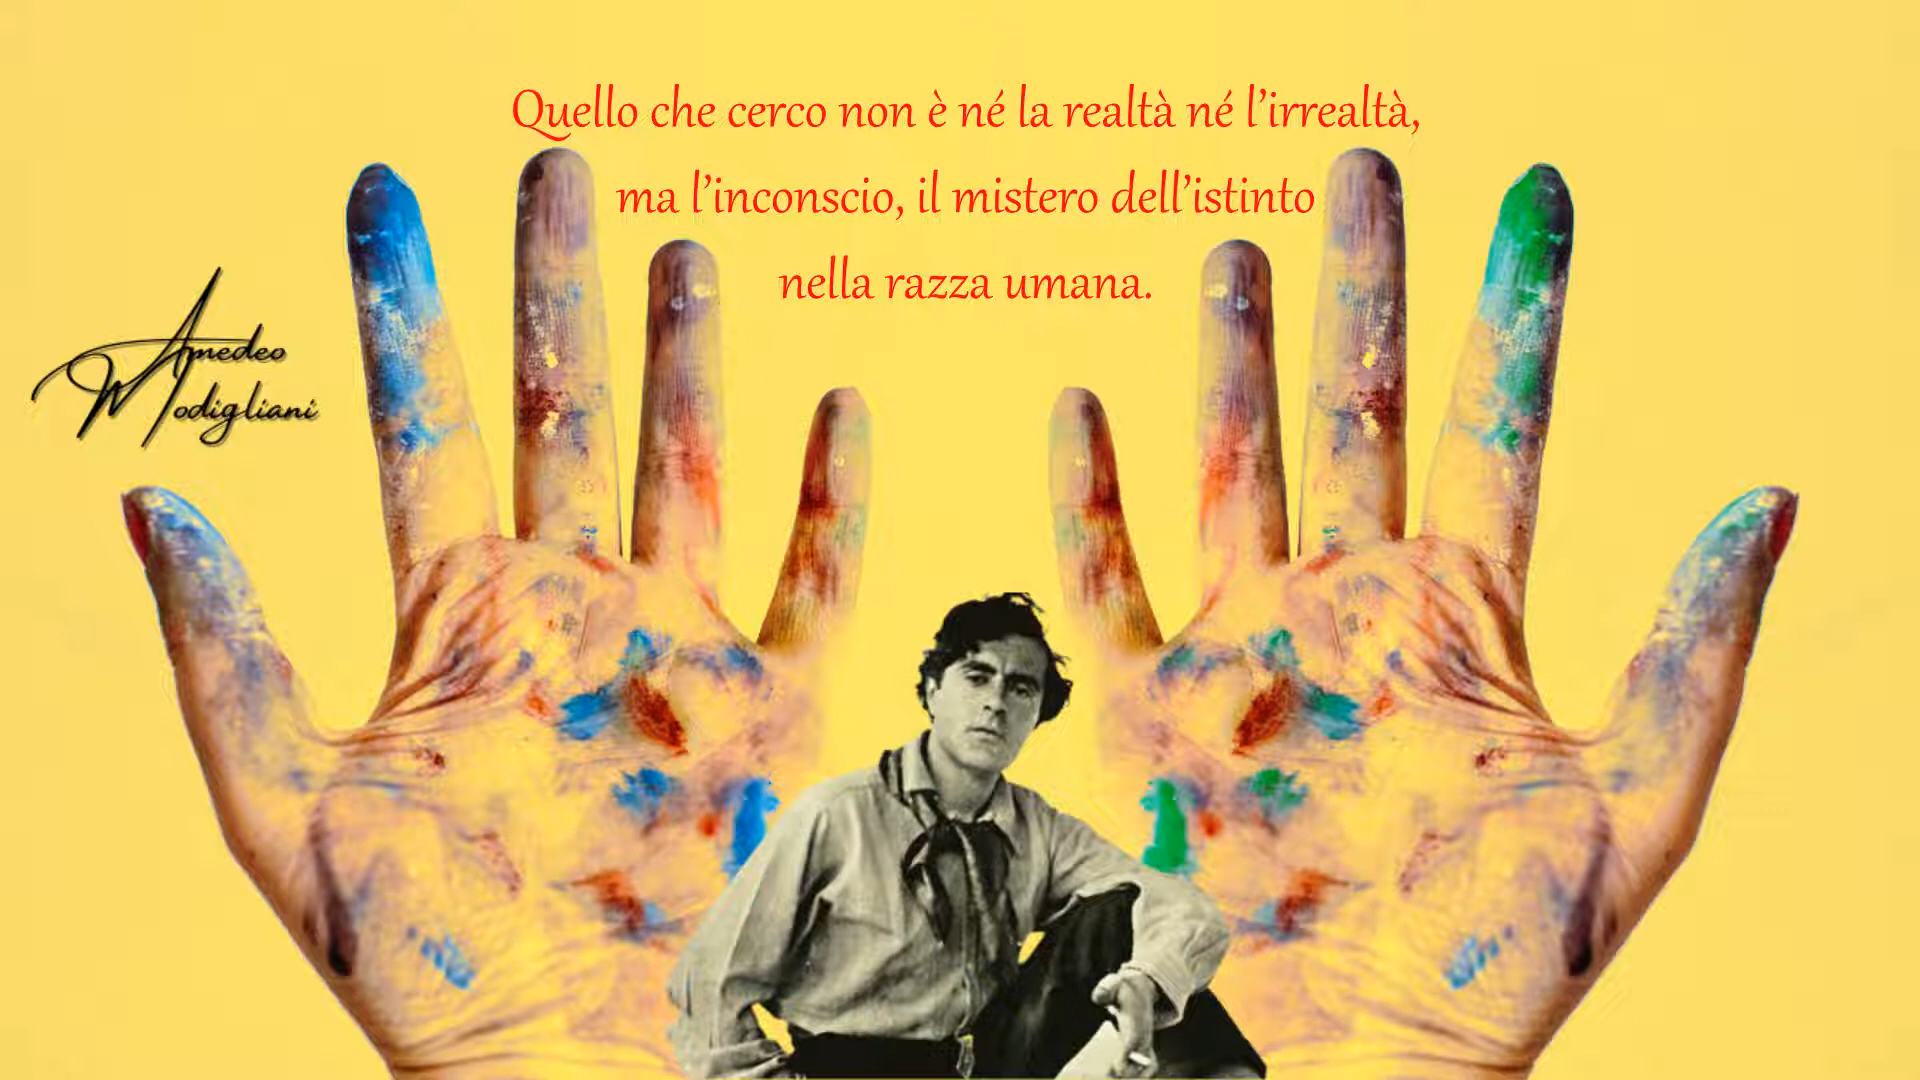 Quello che cerco non è né la realtà né l’irrealtà,
ma l’inconscio, il mistero dell’istinto
nella razza umana.
Amedeo
Modigliani